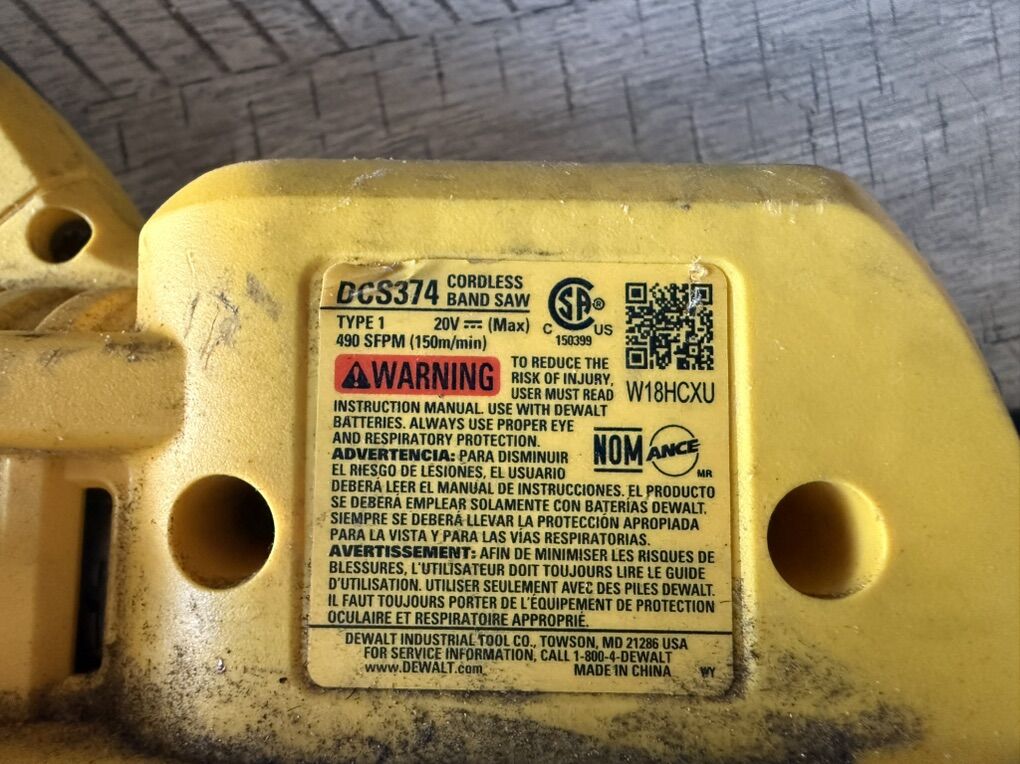 DCS374 CORDLESS BAND SAW
TYPE 1 20V ⎓ (Max)
490 SFPM (150m/min)
CSA ®
C US
150399
W18HCXU
WARNING TO REDUCE THE
RISK OF INJURY,
USER MUST READ
INSTRUCTION MANUAL. USE WITH DEWALT
BATTERIES. ALWAYS USE PROPER EYE
AND RESPIRATORY PROTECTION.
NOM ANCE MR
ADVERTENCIA: PARA DISMINUIR
EL RIESGO DE LESIONES, EL USUARIO
DEBERÁ LEER EL MANUAL DE INSTRUCCIONES. EL PRODUCTO
SE DEBERÁ EMPLEAR SOLAMENTE CON BATERÍAS DEWALT.
SIEMPRE SE DEBERÁ LLEVAR LA PROTECCIÓN APROPIADA
PARA LA VISTA Y PARA LAS VÍAS RESPIRATORIAS.
AVERTISSEMENT: AFIN DE MINIMISER LES RISQUES DE
BLESSURES, L'UTILISATEUR DOIT TOUJOURS LIRE LE GUIDE
D'UTILISATION. UTILISER SEULEMENT AVEC DES PILES DEWALT.
IL FAUT TOUJOURS PORTER DE L'ÉQUIPEMENT DE PROTECTION
OCULAIRE ET RESPIRATOIRE APPROPRIÉ.
DEWALT INDUSTRIAL TOOL CO., TOWSON, MD 21286 USA
FOR SERVICE INFORMATION, CALL 1-800-4-DEWALT
www.DEWALT.com MADE IN CHINA WY